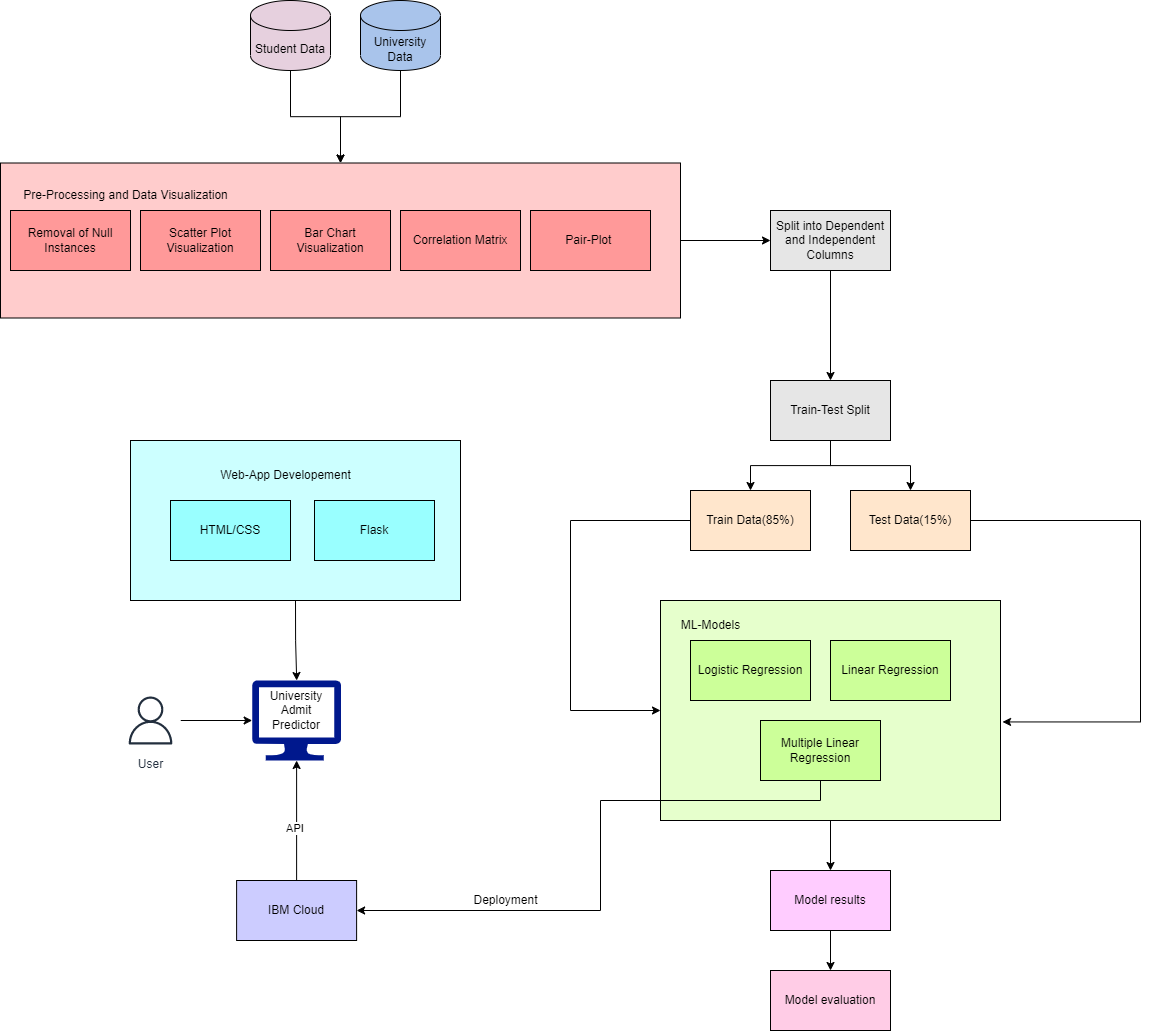 Student Data
University
Data
Pre-Processing and Data Visualization
Removal of Null
Instances
Scatter Plot
Visualization
Bar Chart
Visualization
Correlation Matrix
Pair-Plot
Split into Dependent
and Independent
Columns
Train-Test Split
Web-App Developement
HTML/CSS
Flask
Train Data(85%)
Test Data(15%)
ML-Models
Logistic Regression
Linear Regression
Multiple Linear
Regression
University
Admit
Predictor
User
API
IBM Cloud
Deployment
Model results
Model evaluation